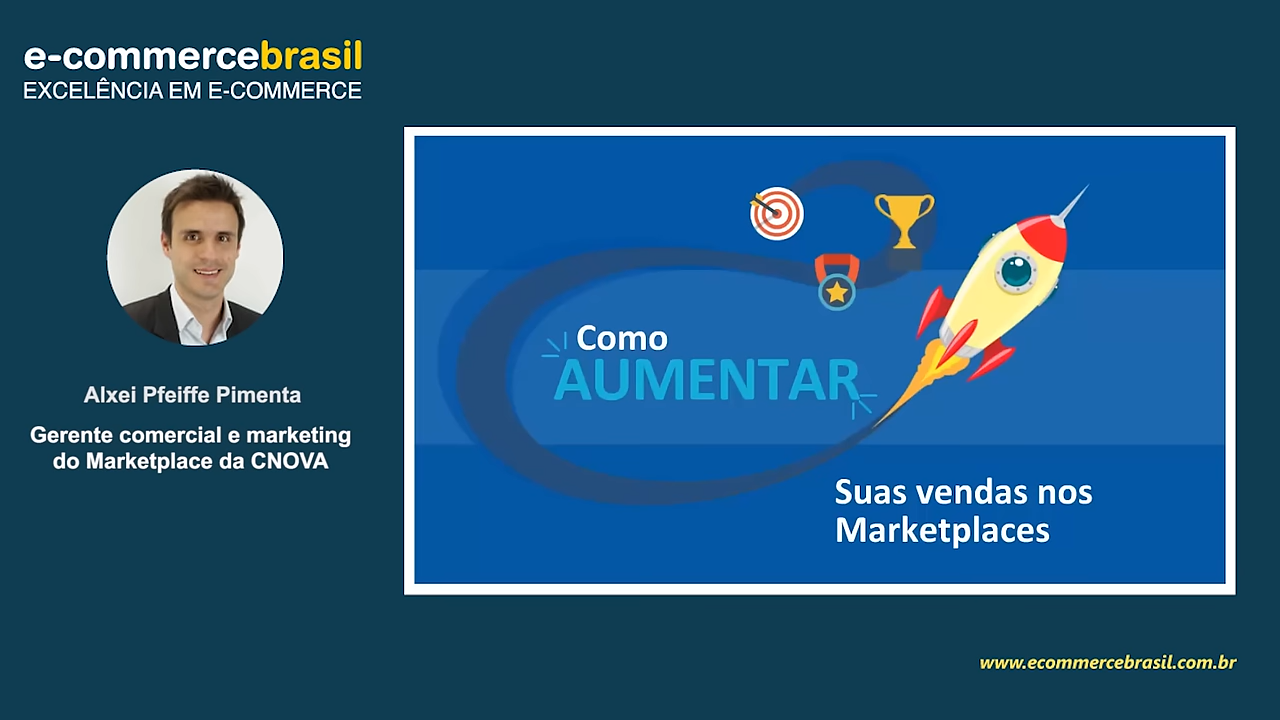 e-commercebrasil
EXCELÊNCIA EM E-COMMERCE
Alxei Pfeiffe Pimenta
Gerente comercial e marketing
do Marketplace da CNOVA
Como
AUMENTAR
Suas vendas nos
Marketplaces
www.ecommercebrasil.com.br